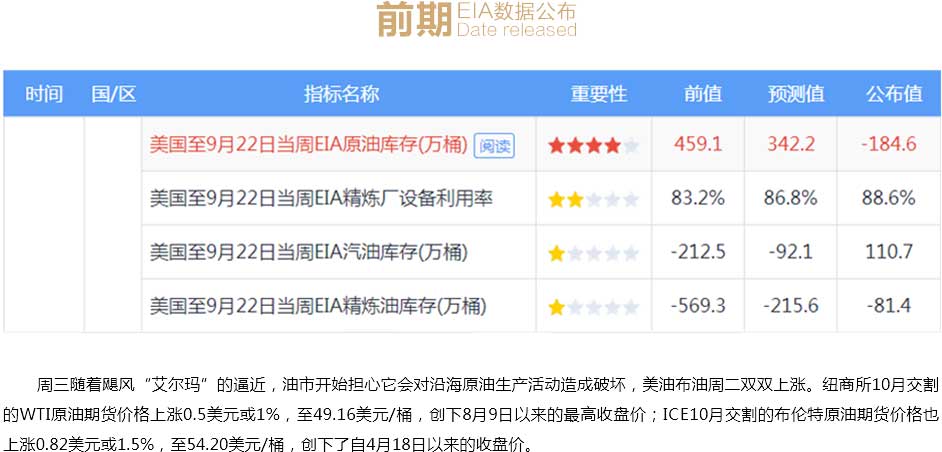 前期 EIA数据公布
Date released
时间 国/区 指标名称 重要性 前值 预测值 公布值
美国至9月22日当周EIA原油库存(万桶) 阅读 459.1 342.2 -184.6
美国至9月22日当周EIA精炼厂设备利用率 83.2% 86.8% 88.6%
美国至9月22日当周EIA汽油库存(万桶) -212.5 -92.1 110.7
美国至9月22日当周EIA精炼油库存(万桶) -569.3 -215.6 -81.4
周三随着飓风“艾尔玛”的逼近，油市开始担心它会对沿海原油生产活动造成破坏，美油布油周二双双上涨。纽商所10月交割
的WTI原油期货价格上涨0.5美元或1%，至49.16美元/桶，创下8月9日以来的最高收盘价；ICE10月交割的布伦特原油期货价格也
上涨0.82美元或1.5%，至54.20美元/桶，创下了自4月18日以来的收盘价。